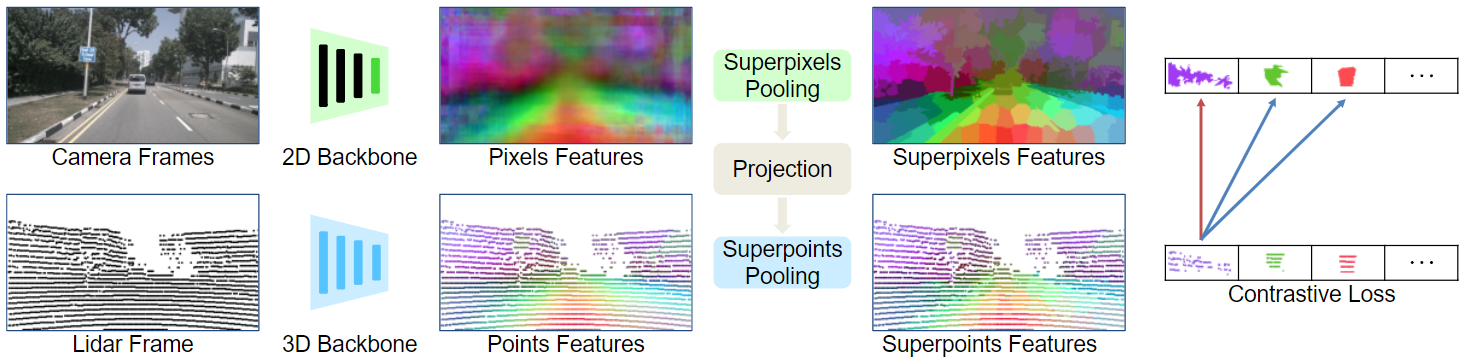 Superpixels
Pooling
Camera Frames
2D Backbone
Pixels Features
Projection
Superpixels Features
...
Superpoints
Pooling
...
Lidar Frame
3D Backbone
Points Features
Superpoints Features
Contrastive Loss